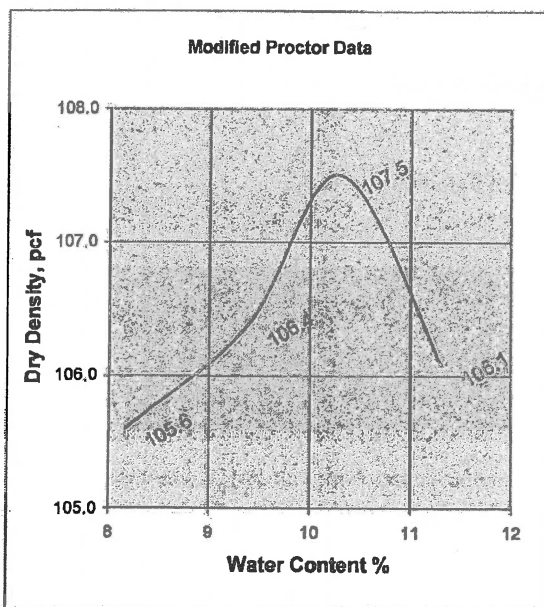 Modified Proctor Data
108.0
107.0
106.0
105.0
Dry Density, pcf
105.6
106.4
107.5
106.1
8 9 10 11 12
Water Content %